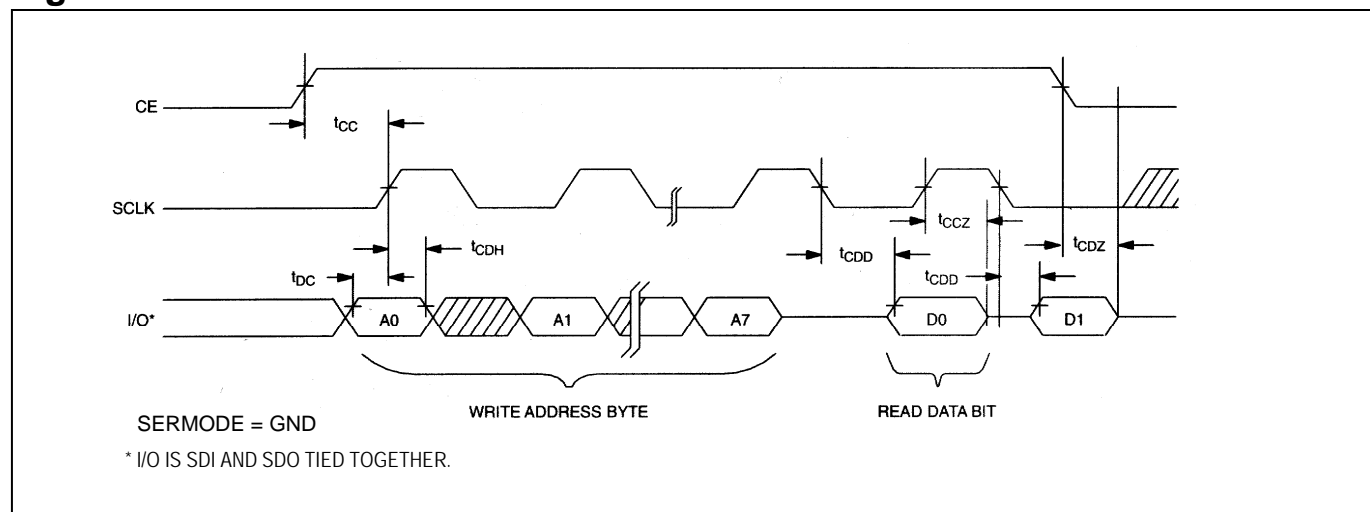 CE
tCC
SCLK
tCCZ
tCDH
tCDD
tCDZ
tDC
tCDD
I/O*
A0
A1
A7
D0
D1
WRITE ADDRESS BYTE
READ DATA BIT
SERMODE = GND
* I/O IS SDI AND SDO TIED TOGETHER.